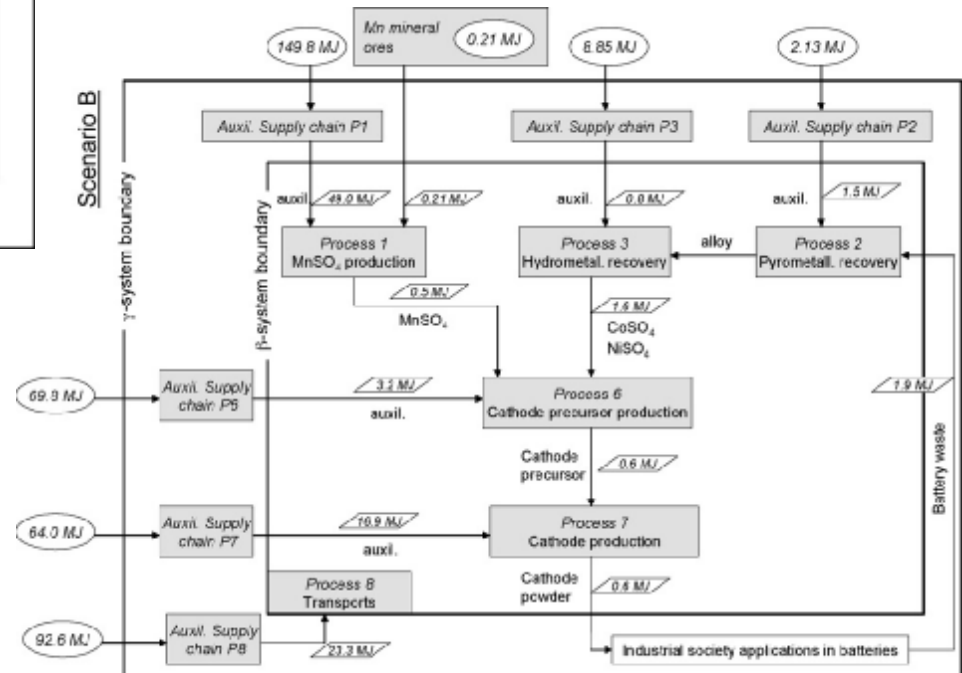 149.8 MJ
Mn mineral
ores
0.21 MJ
8.85 MJ
2.13 MJ
Scenario B
Auxil. Supply chain P1
Auxil. Supply chain P3
Auxil. Supply chain P2
γ-system boundary
β-system boundary
auxil.
49.0 MJ
0.21 MJ
auxil.
0.8 MJ
auxil.
1.5 MJ
Process 1
MnSO₄ production
Process 3
Hydrometal. recovery
alloy
Process 2
Pyrometall. recovery
0.5 MJ
MnSO₄
1.6 MJ
CoSO₄
NiSO₄
69.8 MJ
Auxil. Supply
chain P6
3.2 MJ
auxil.
Process 6
Cathode precursor production
1.9 MJ
Battery waste
Cathode
precursor
0.6 MJ
64.0 MJ
Auxil. Supply
chain P7
16.9 MJ
auxil.
Process 7
Cathode production
Process 8
Transports
Cathode
powder
0.6 MJ
92.6 MJ
Auxil. Supply
chain P8
23.3 MJ
Industrial society applications in batteries